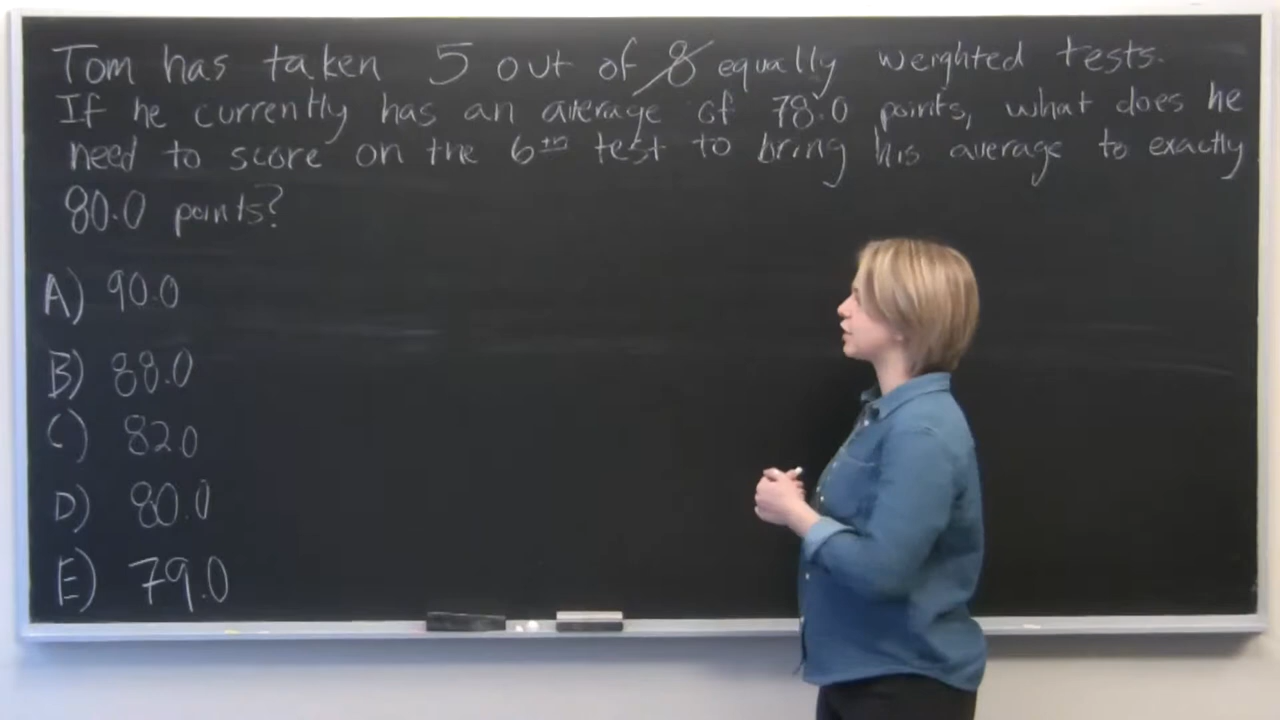 Tom has taken 5 out of 8 equally weighted tests.
If he currently has an average of 78.0 points, what does he
need to score on the 6th test to bring his average to exactly
80.0 points?
A) 90.0
B) 88.0
C) 82.0
D) 80.0
E) 79.0